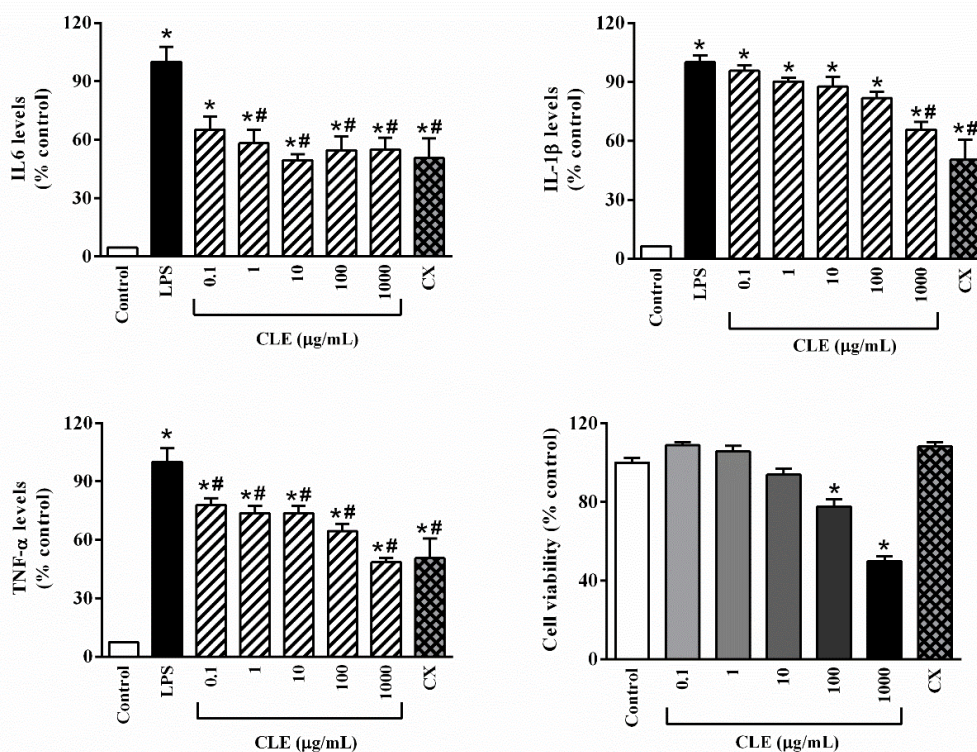 IL6 levels
(% control)
120
90
60
30
0
* * *# *# *# *# *#
Control LPS 0.1 1 10 100 1000 CX
CLE (µg/mL)
IL-1β levels
(% control)
120
90
60
30
0
* * * * * *# *#
Control LPS 0.1 1 10 100 1000 CX
CLE (µg/mL)
TNF-α levels
(% control)
120
90
60
30
0
* *# *# *# *# *# *#
Control LPS 0.1 1 10 100 1000 CX
CLE (µg/mL)
Cell viability (% control)
120
80
40
0
* *
Control 0.1 1 10 100 1000 CX
CLE (µg/mL)